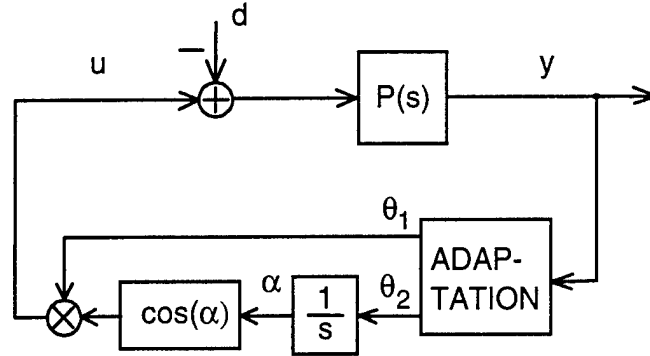 d
−
u
+
P(s)
y
θ₁
ADAP-
TATION
θ₂
α
cos(α)
1
s